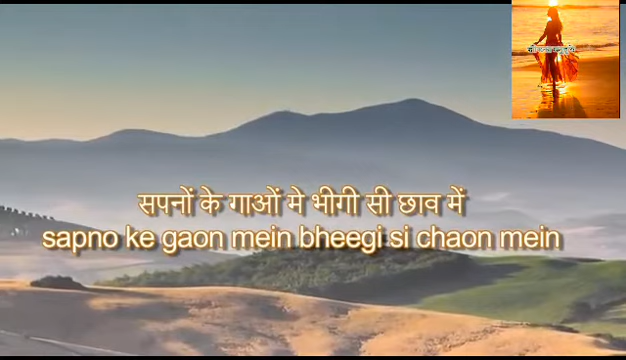 सपनों के गाओं मे भीगी सी छाव में
sapno ke gaon mein bheegi si chaon mein